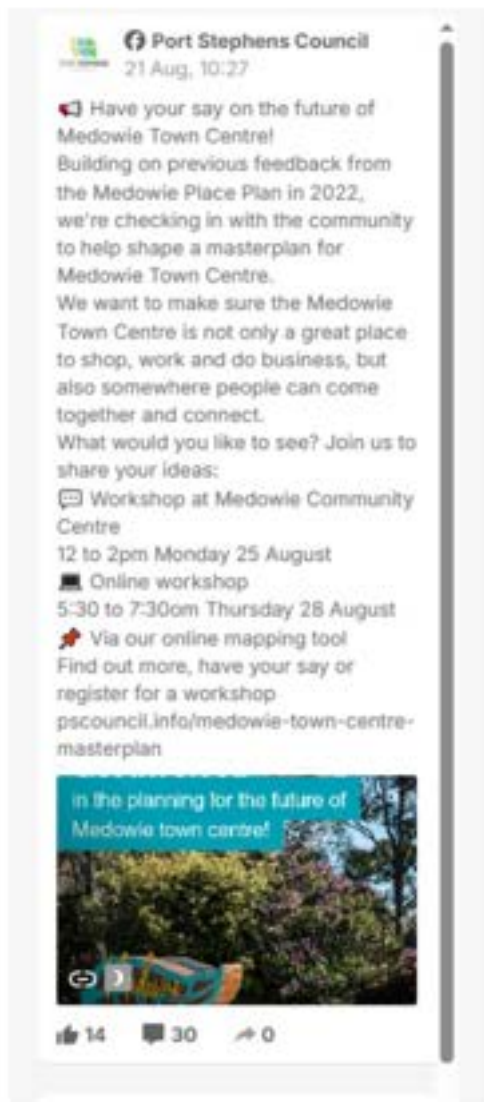 Port Stephens Council
21 Aug, 10:27
📢 Have your say on the future of
Medowie Town Centre!
Building on previous feedback from
the Medowie Place Plan in 2022,
we're checking in with the community
to help shape a masterplan for
Medowie Town Centre.
We want to make sure the Medowie
Town Centre is not only a great place
to shop, work and do business, but
also somewhere people can come
together and connect.
What would you like to see? Join us to
share your ideas:
💬 Workshop at Medowie Community
Centre
12 to 2pm Monday 25 August
💻 Online workshop
5:30 to 7:30om Thursday 28 August
📌 Via our online mapping tool
Find out more, have your say or
register for a workshop
pscouncil.info/medowie-town-centre-
masterplan
in the planning for the future of
Medowie town centre!
14 30 0